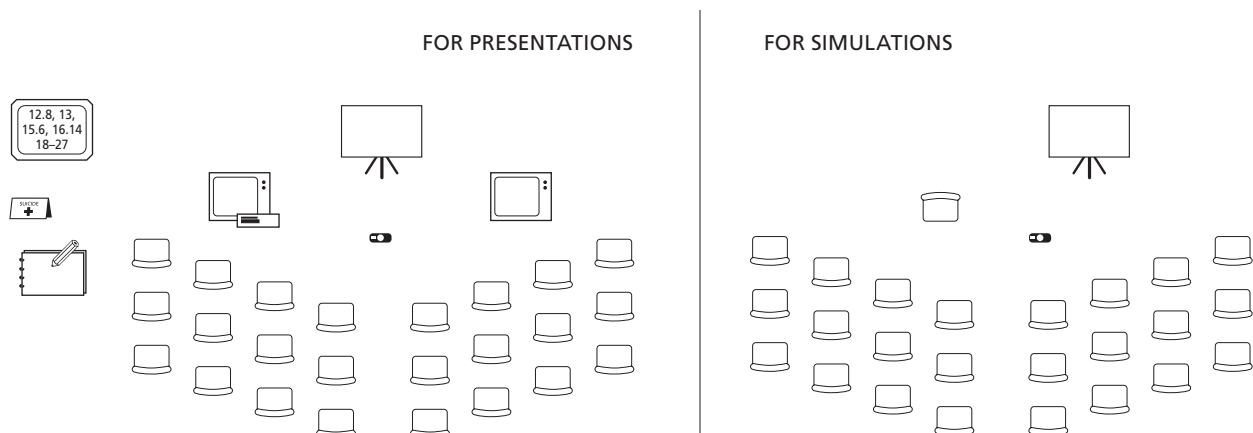 FOR PRESENTATIONS
FOR SIMULATIONS
12.8, 13,
15.6, 16.14
18–27
SUICIDE